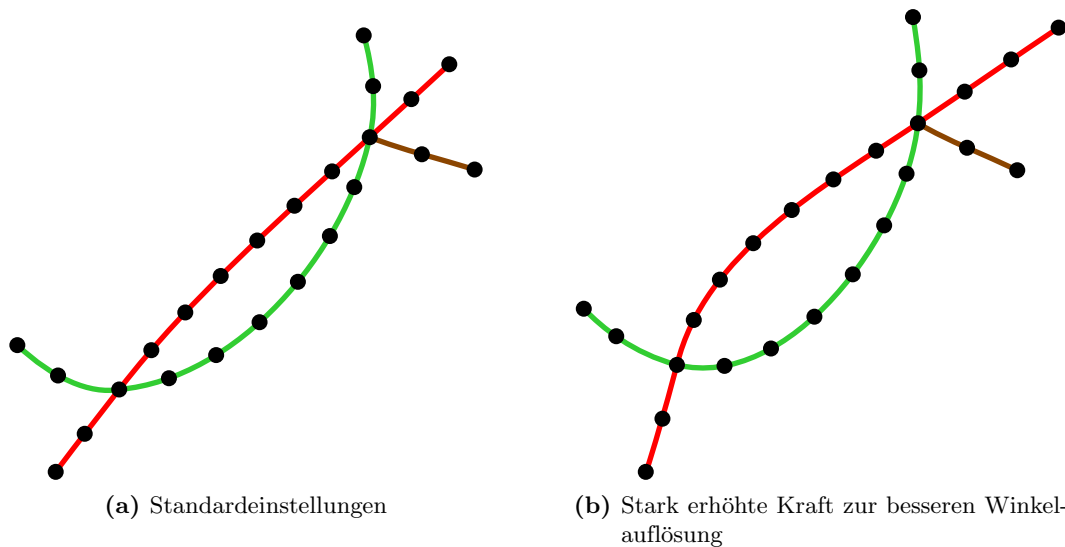 (a) Standardeinstellungen
(b) Stark erhöhte Kraft zur besseren Winkel-
auflösung